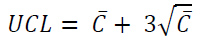 UCL = C̄ + 3√C̄